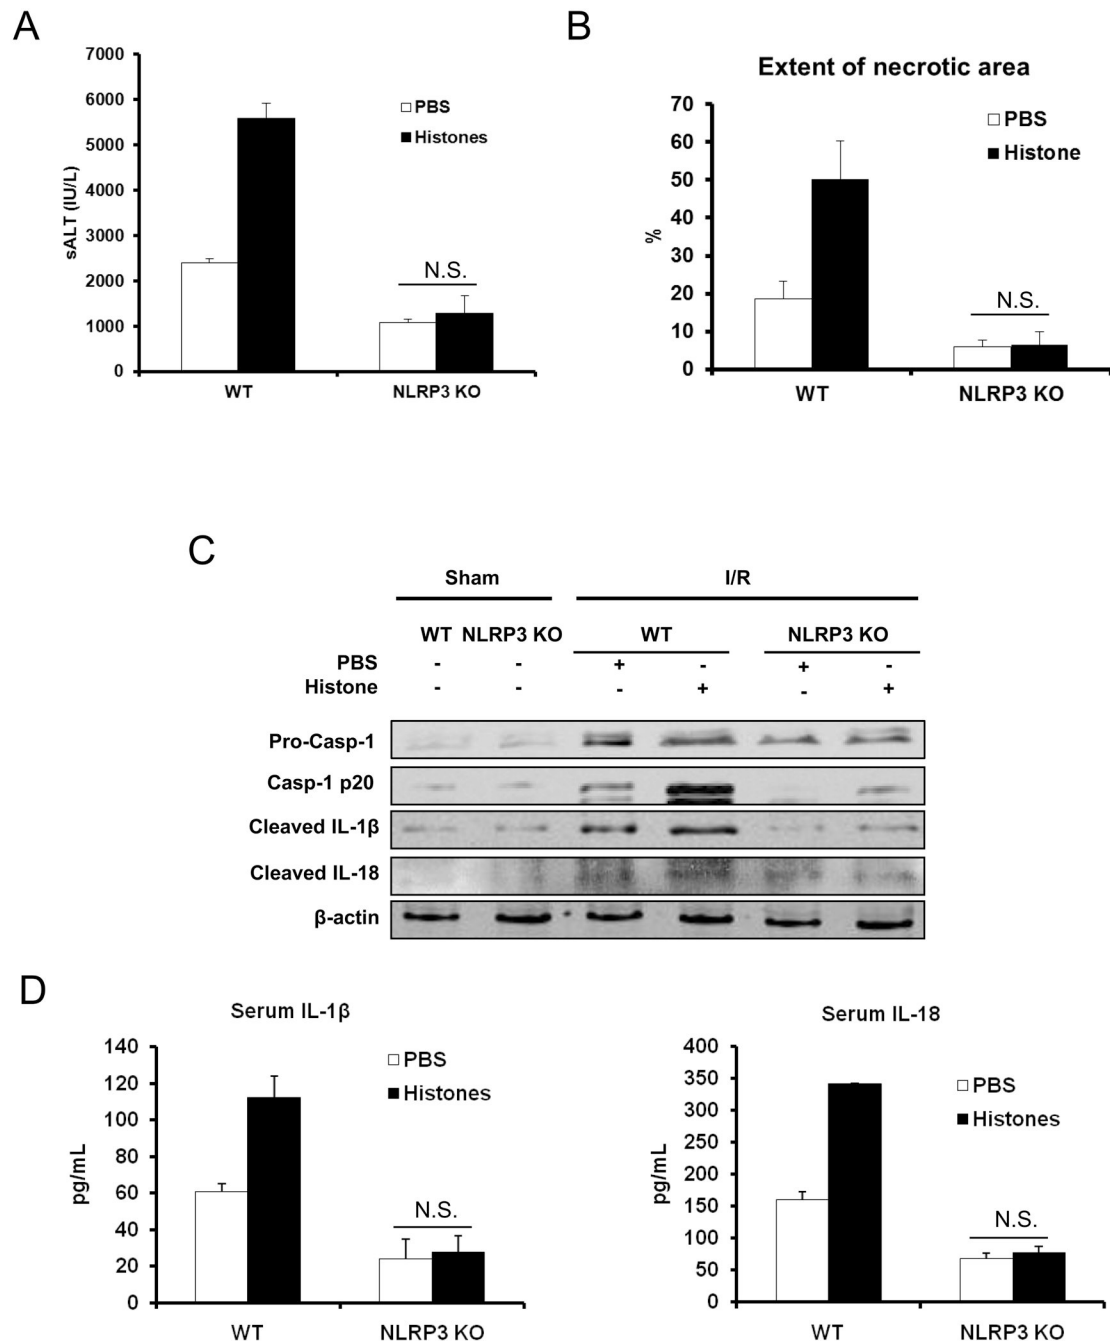 A
7000
6000
5000
4000
3000
2000
1000
0
sALT (IU/L)
PBS
Histones
N.S.
WT NLRP3 KO
B
Extent of necrotic area
70
60
50
40
30
20
10
0
%
PBS
Histone
N.S.
WT NLRP3 KO
C
Sham I/R
WT NLRP3 KO WT NLRP3 KO
PBS - - + - + -
Histone - - - + - +
Pro-Casp-1
Casp-1 p20
Cleaved IL-1β
Cleaved IL-18
β-actin
D
Serum IL-1β
140
120
100
80
60
40
20
0
pg/mL
PBS
Histones
N.S.
WT NLRP3 KO
Serum IL-18
400
350
300
250
200
150
100
50
0
pg/mL
PBS
Histones
N.S.
WT NLRP3 KO